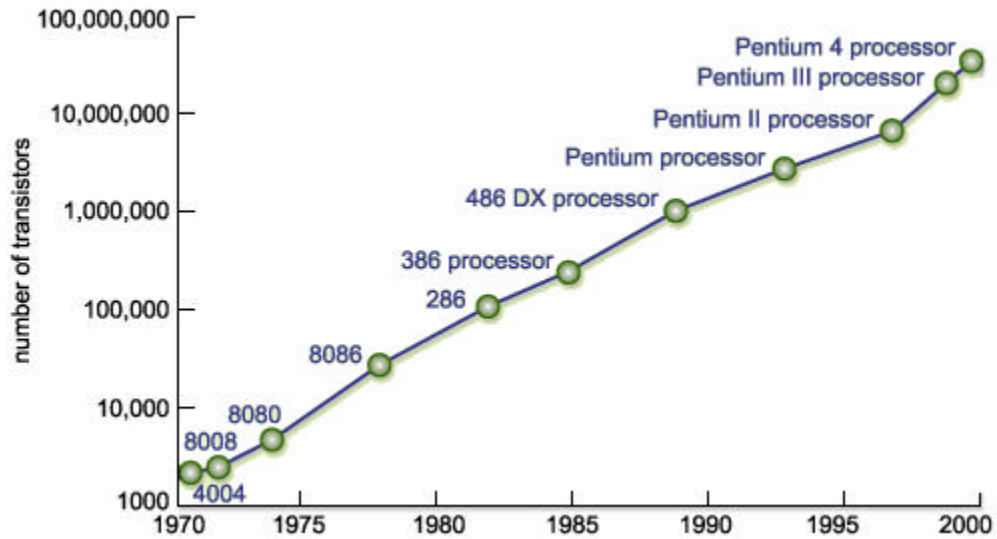 100,000,000
Pentium 4 processor
Pentium III processor
10,000,000
Pentium II processor
Pentium processor
486 DX processor
1,000,000
386 processor
286
100,000
8086
10,000
8080
8008
4004
1000
number of transistors
1970 1975 1980 1985 1990 1995 2000